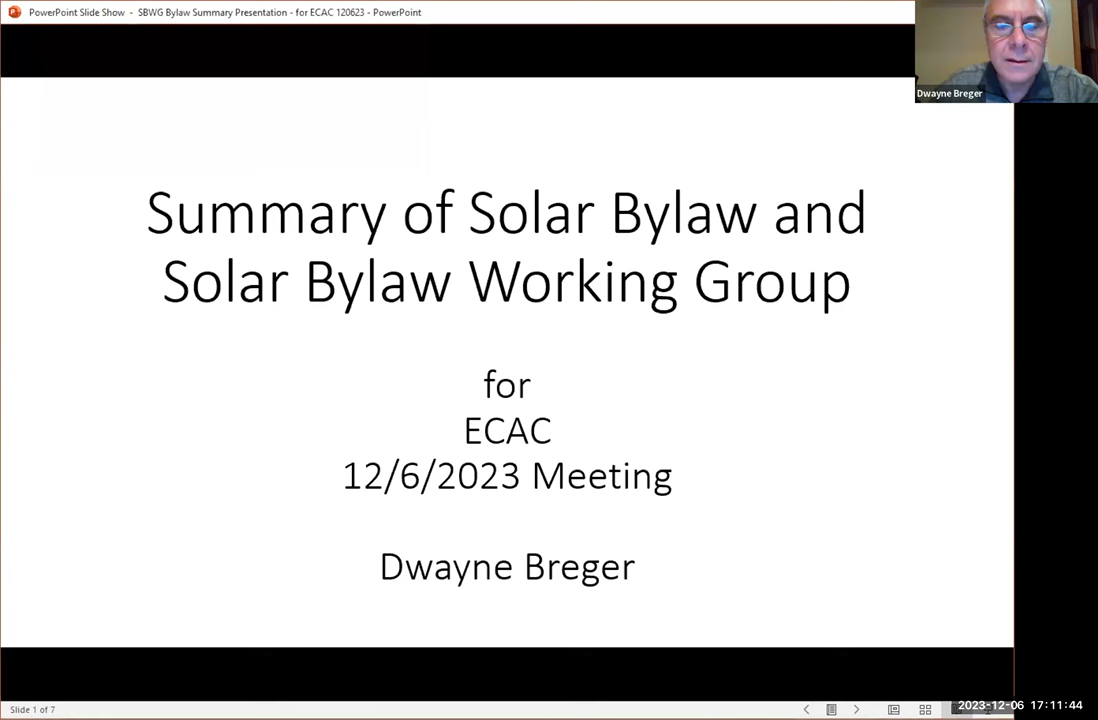 PowerPoint Slide Show - SBWG Bylaw Summary Presentation - for ECAC 120623 - PowerPoint
Dwayne Breger
Summary of Solar Bylaw and
Solar Bylaw Working Group
for
ECAC
12/6/2023 Meeting
Dwayne Breger
Slide 1 of 7
2023-12-06 17:11:44